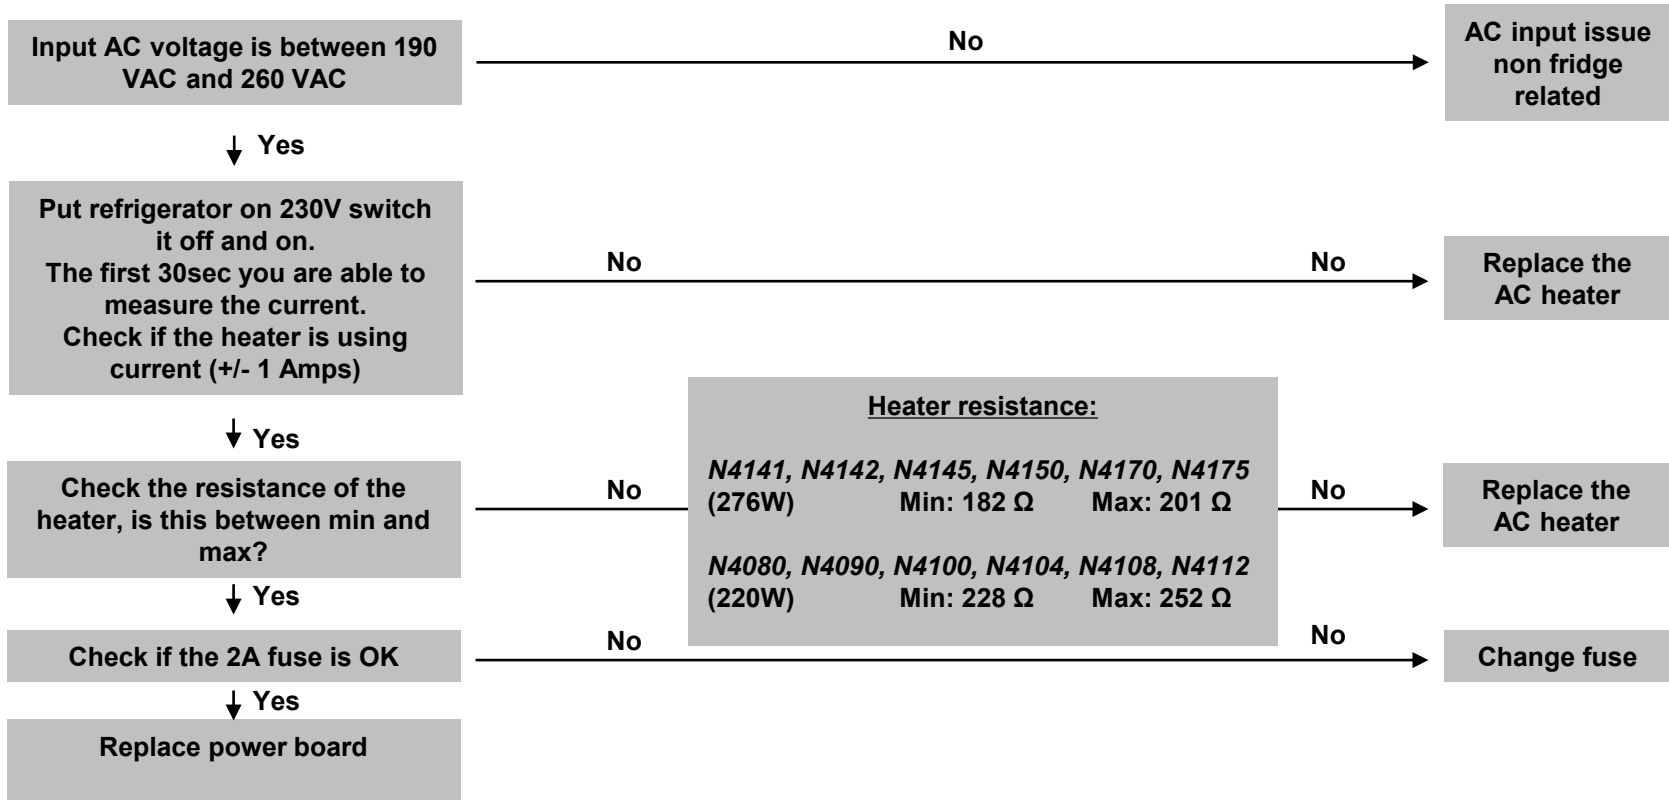 Input AC voltage is between 190
VAC and 260 VAC
No
AC input issue
non fridge
related
Yes
Put refrigerator on 230V switch
it off and on.
The first 30sec you are able to
measure the current.
Check if the heater is using
current (+/- 1 Amps)
No
No
Replace the
AC heater
Yes
Check the resistance of the
heater, is this between min and
max?
No
Heater resistance:
N4141, N4142, N4145, N4150, N4170, N4175
(276W) Min: 182 Ω Max: 201 Ω
N4080, N4090, N4100, N4104, N4108, N4112
(220W) Min: 228 Ω Max: 252 Ω
No
Replace the
AC heater
Yes
Check if the 2A fuse is OK
No
No
Change fuse
Yes
Replace power board